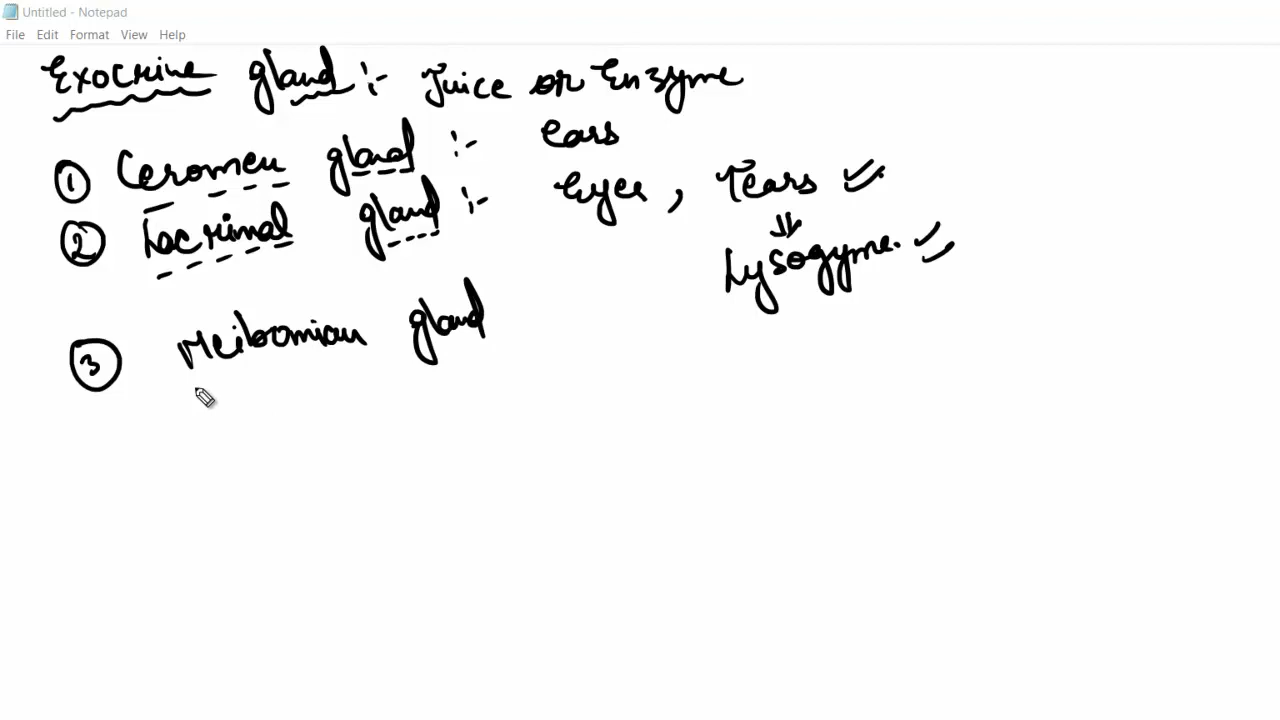 Untitled - Notepad
File Edit Format View Help
Exocrine gland :- Juice or Enzyme
① Ceromen gland :- ears
② Lacrimal gland :- Eyes, Tears
⇓
Lysogyme.
③ Meibomian gland